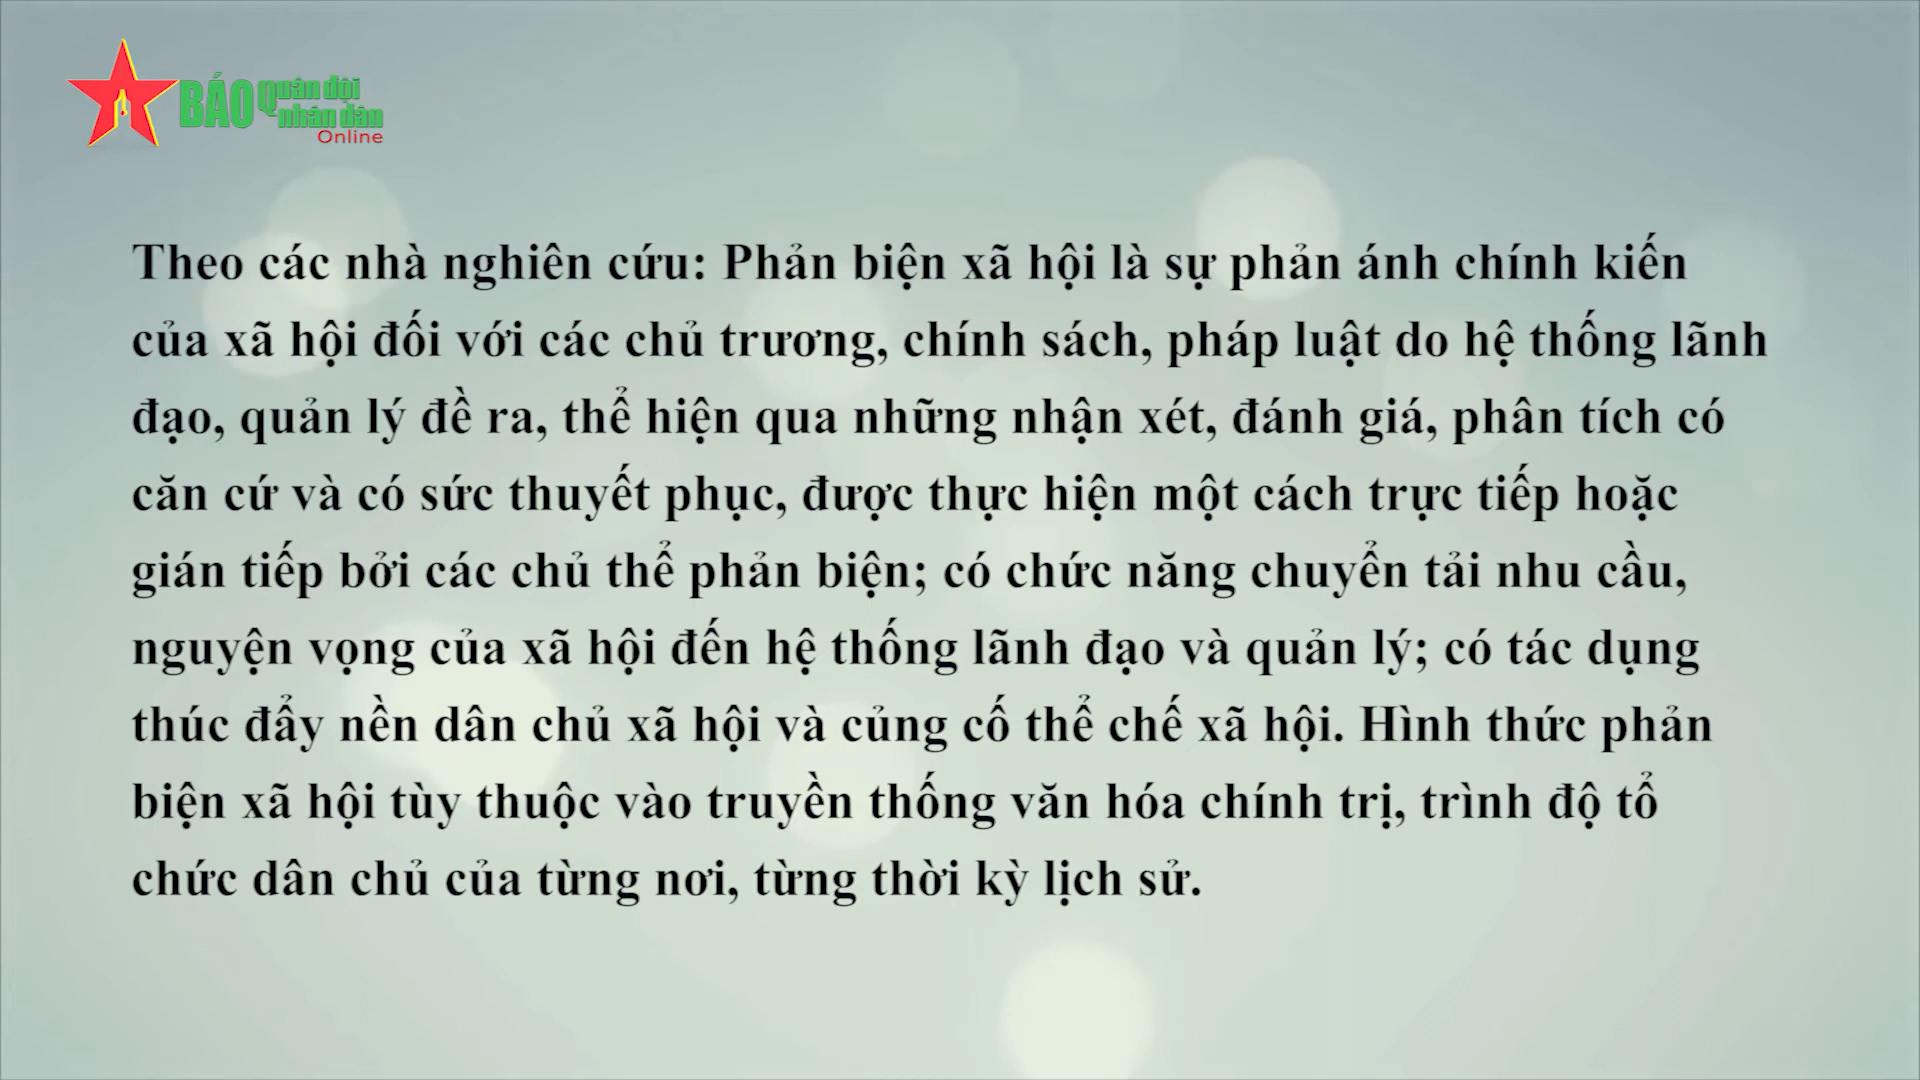 BÁO Quân đội
nhân dân
Online
Theo các nhà nghiên cứu: Phản biện xã hội là sự phản ánh chính kiến
của xã hội đối với các chủ trương, chính sách, pháp luật do hệ thống lãnh
đạo, quản lý đề ra, thể hiện qua những nhận xét, đánh giá, phân tích có
căn cứ và có sức thuyết phục, được thực hiện một cách trực tiếp hoặc
gián tiếp bởi các chủ thể phản biện; có chức năng chuyển tải nhu cầu,
nguyện vọng của xã hội đến hệ thống lãnh đạo và quản lý; có tác dụng
thúc đẩy nền dân chủ xã hội và củng cố thể chế xã hội. Hình thức phản
biện xã hội tùy thuộc vào truyền thống văn hóa chính trị, trình độ tổ
chức dân chủ của từng nơi, từng thời kỳ lịch sử.